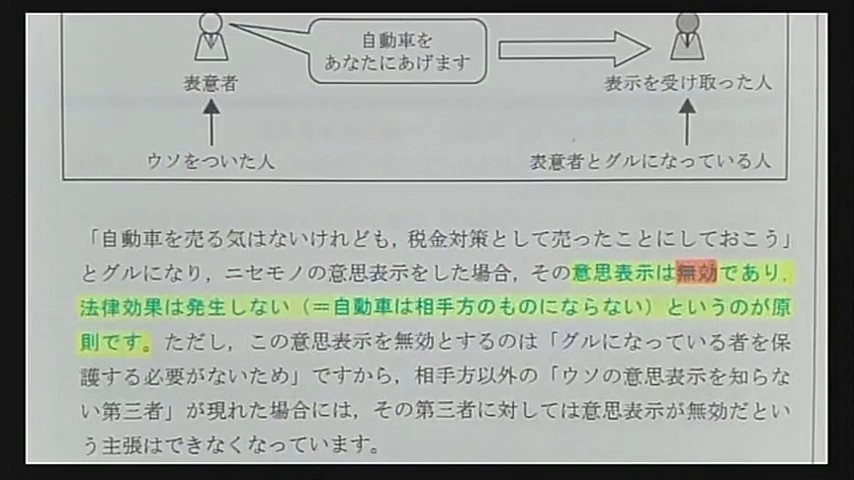 自動車を
あなたにあげます
表意者
表示を受け取った人
ウソをついた人
表意者とグルになっている人
「自動車を売る気はないけれども，税金対策として売ったことにしておこう」
とグルになり，ニセモノの意思表示をした場合，その意思表示は無効であり，
法律効果は発生しない（＝自動車は相手方のものにならない）というのが原
則です。ただし，この意思表示を無効とするのは「グルになっている者を保
護する必要がないため」ですから，相手方以外の「ウソの意思表示を知らな
い第三者」が現れた場合には，その第三者に対しては意思表示が無効だとい
う主張はできなくなっています。